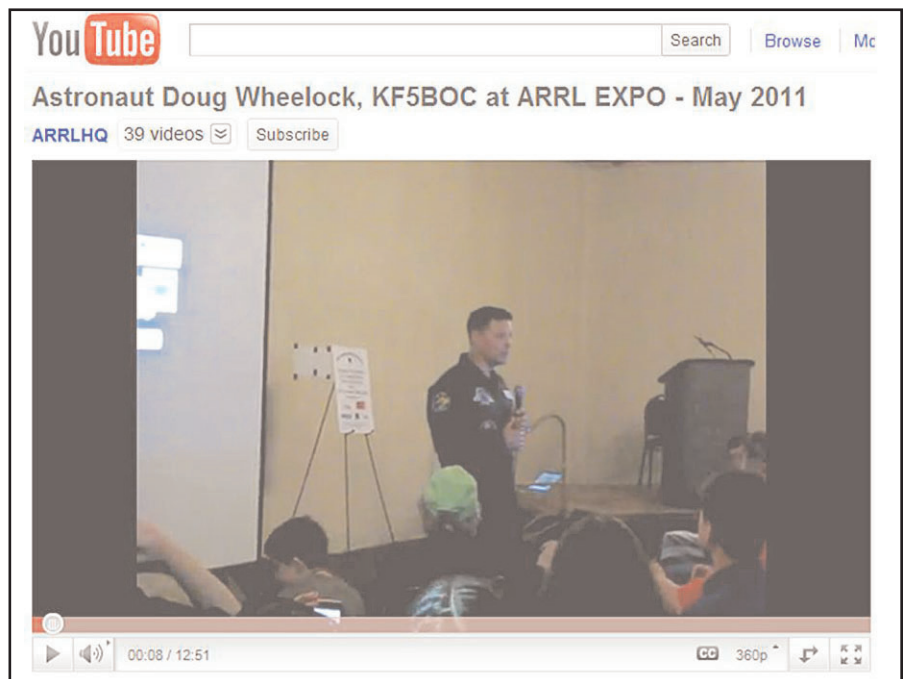 You Tube Search Browse Mc
Astronaut Doug Wheelock, KF5BOC at ARRL EXPO - May 2011
ARRLHQ 39 videos Subscribe
00:08 / 12:51 CC 360p